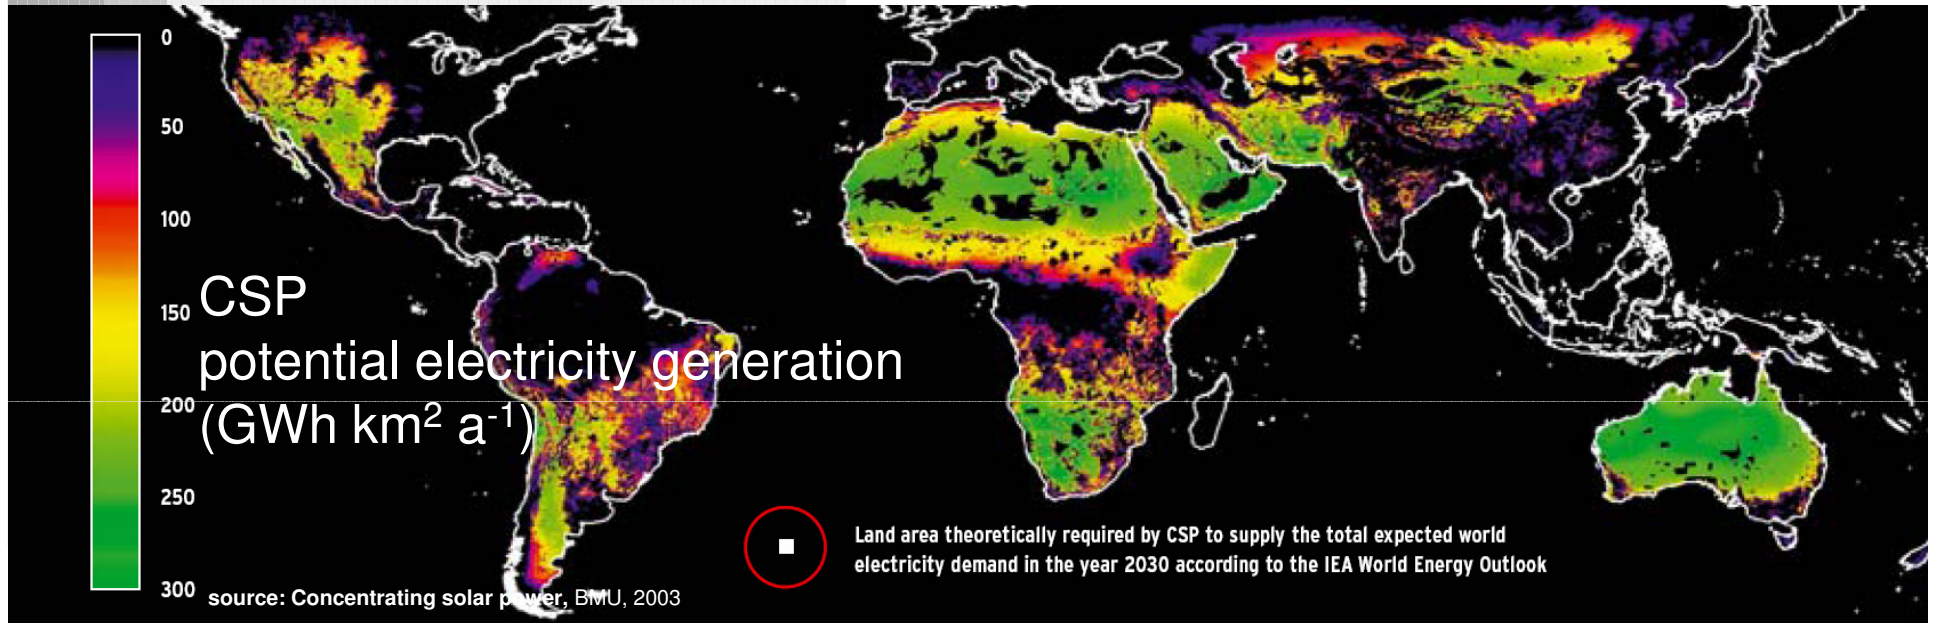 0
50
100
150
200
250
300
CSP
potential electricity generation
(GWh km² a⁻¹)
Land area theoretically required by CSP to supply the total expected world
electricity demand in the year 2030 according to the IEA World Energy Outlook
source: Concentrating solar power, BMU, 2003